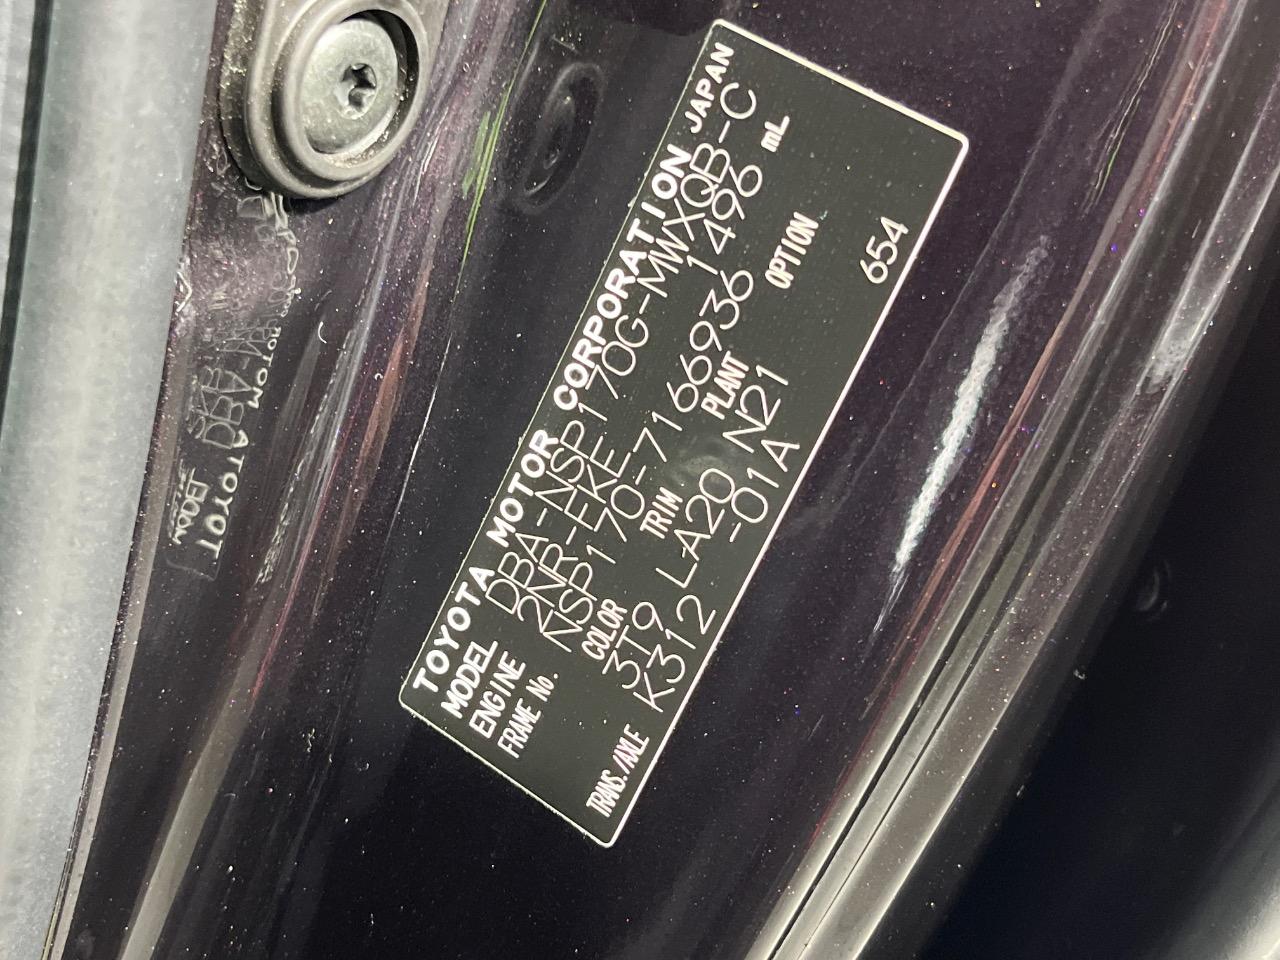 TOYOTA MOTOR CORPORATION JAPAN
MODEL DBA-NSP170G-MWXQB-C
ENGINE 2NR-FKE 1496 mL
FRAME No. NSP170-7166936
COLOR TRIM PLANT OPTION
3T9 LA20 N21
TRANS./AXLE K312 -01A 654